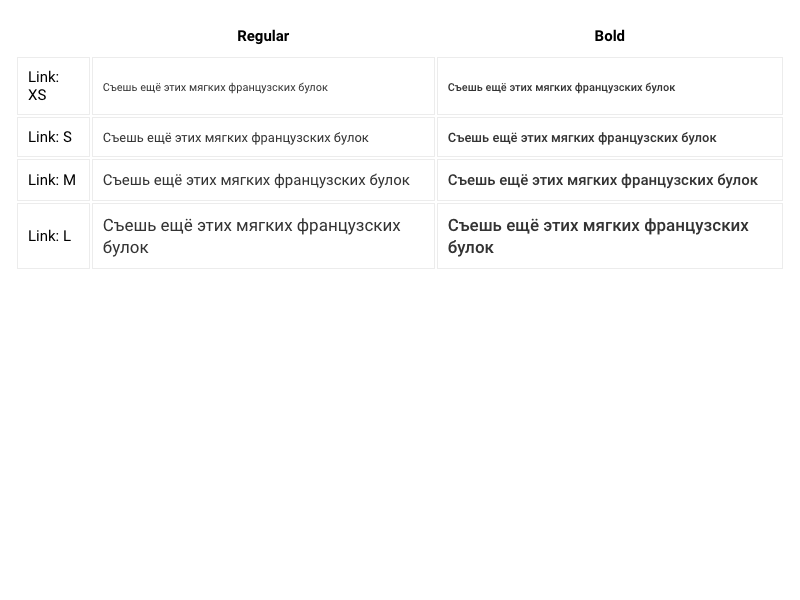 Regular Bold
Link:
XS
Съешь ещё этих мягких французских булок Съешь ещё этих мягких французских булок
Link: S Съешь ещё этих мягких французских булок Съешь ещё этих мягких французских булок
Link: M Съешь ещё этих мягких французских булок Съешь ещё этих мягких французских булок
Link: L
Съешь ещё этих мягких французских
булок
Съешь ещё этих мягких французских
булок